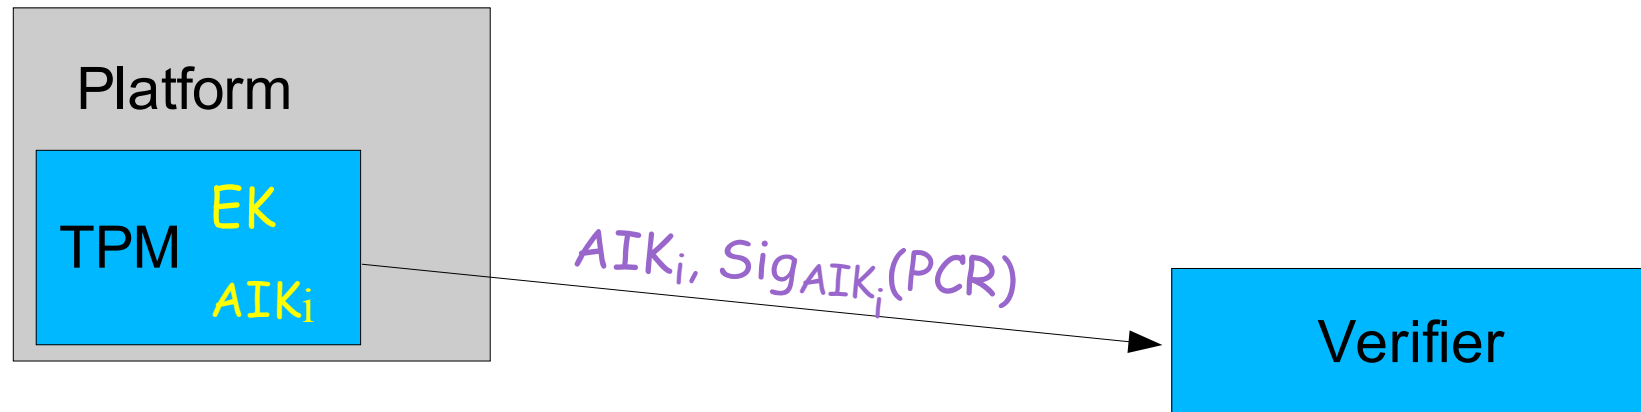 Platform
TPM
EK
AIKi
AIKi, SigAIKi(PCR)
Verifier